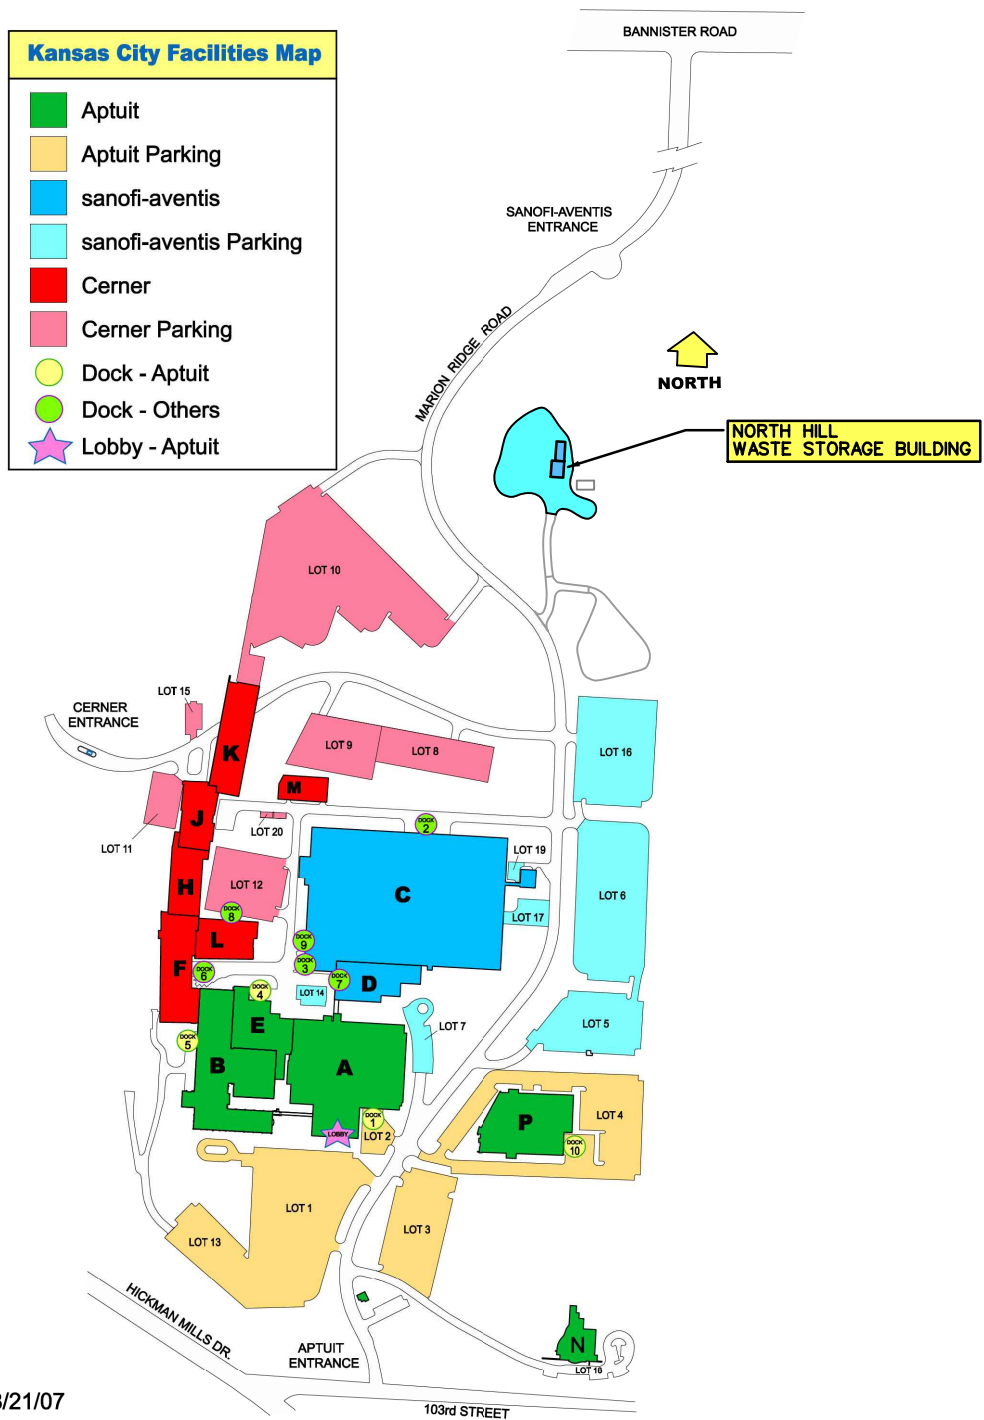 BANNISTER ROAD
Kansas City Facilities Map
Aptuit
Aptuit Parking
sanofi-aventis
sanofi-aventis Parking
Cerner
Cerner Parking
Dock - Aptuit
Dock - Others
Lobby - Aptuit
SANOFI-AVENTIS
ENTRANCE
MARION RIDGE ROAD
NORTH
NORTH HILL
WASTE STORAGE BUILDING
LOT 10
LOT 15
CERNER
ENTRANCE
K
LOT 9
LOT 8
LOT 16
M
J
LOT 20
DOCK
2
LOT 11
LOT 19
H
LOT 12
C
LOT 6
DOCK
8
LOT 17
L
DOCK
9
F
DOCK
6
DOCK
3
DOCK
7
D
DOCK
4
LOT 14
E
LOT 7
LOT 5
DOCK
5
B
A
DOCK
1
LOBBY
LOT 2
P
LOT 4
DOCK
10
LOT 1
LOT 3
LOT 13
HICKMAN MILLS DR.
APTUIT
ENTRANCE
N
/21/07
103rd STREET